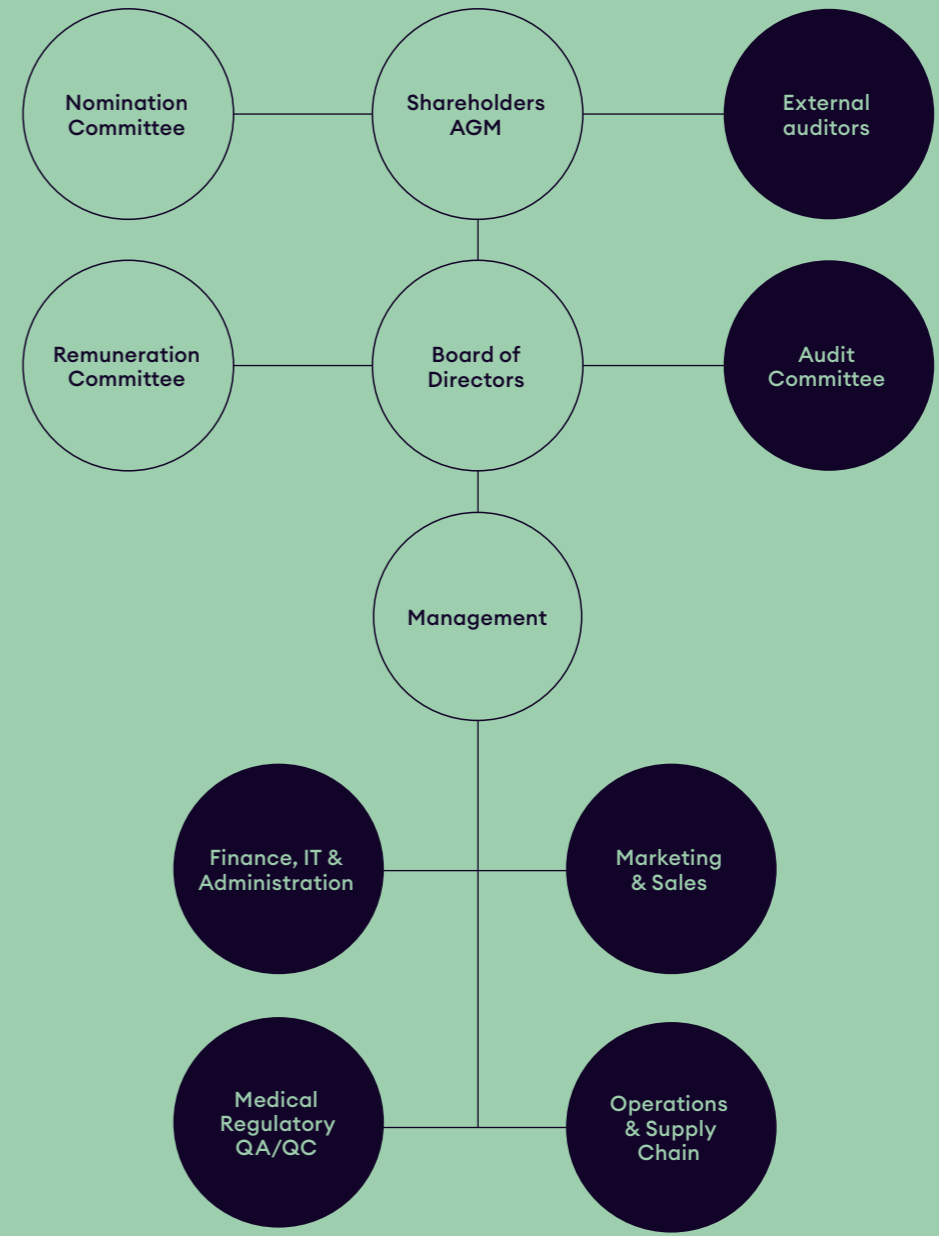 Nomination
Committee
Shareholders
AGM
External
auditors
Remuneration
Committee
Board of
Directors
Audit
Committee
Management
Finance, IT &
Administration
Marketing
& Sales
Medical
Regulatory
QA/QC
Operations
& Supply
Chain